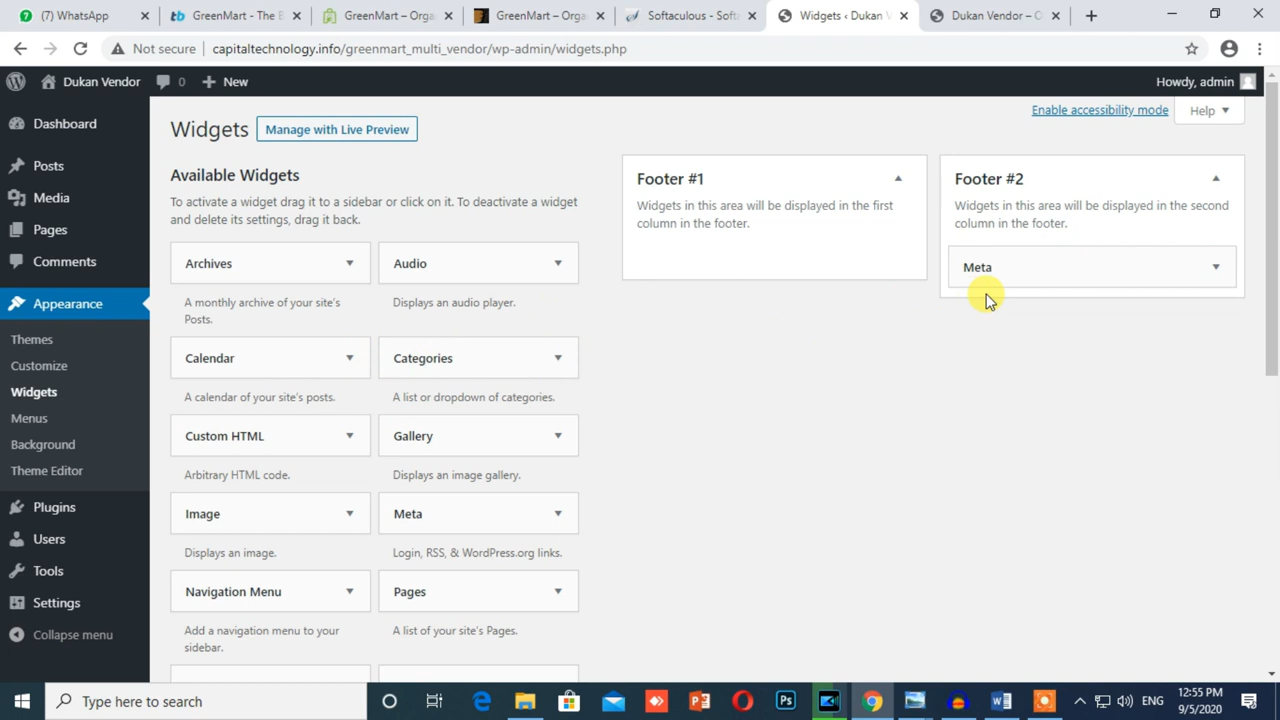 (7) WhatsApp
GreenMart - The B
GreenMart – Orga
GreenMart – Orga
Softaculous - Soft
Widgets ‹ Dukan V
Dukan Vendor – O
Not secure
capitaltechnology.info/greenmart_multi_vendor/wp-admin/widgets.php
Dukan Vendor
0
New
Howdy, admin
Dashboard
Posts
Media
Pages
Comments
Appearance
Themes
Customize
Widgets
Menus
Background
Theme Editor
Plugins
Users
Tools
Settings
Collapse menu
Enable accessibility mode
Help
Widgets
Manage with Live Preview
Available Widgets
To activate a widget drag it to a sidebar or click on it. To deactivate a widget
and delete its settings, drag it back.
Archives
A monthly archive of your site's
Posts.
Audio
Displays an audio player.
Calendar
A calendar of your site's posts.
Categories
A list or dropdown of categories.
Custom HTML
Arbitrary HTML code.
Gallery
Displays an image gallery.
Image
Displays an image.
Meta
Login, RSS, & WordPress.org links.
Navigation Menu
Add a navigation menu to your
sidebar.
Pages
A list of your site's Pages.
Footer #1
Widgets in this area will be displayed in the first
column in the footer.
Footer #2
Widgets in this area will be displayed in the second
column in the footer.
Meta
Type here to search
ENG
12:55 PM
9/5/2020